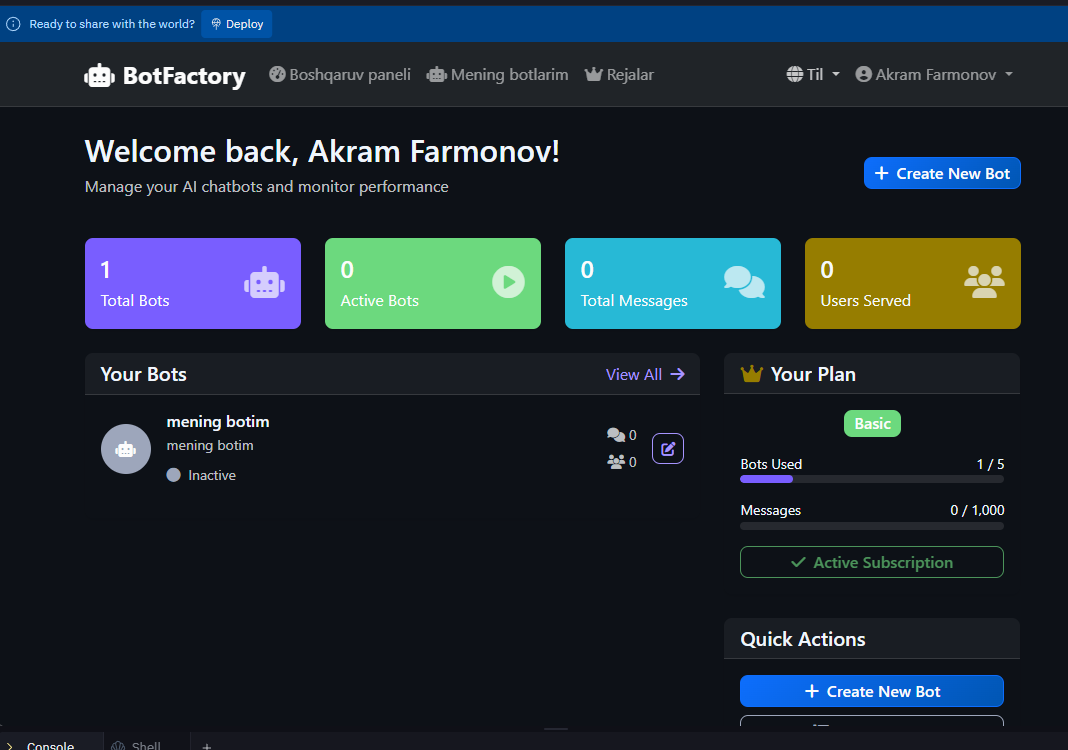 Ready to share with the world? Deploy
BotFactory Boshqaruv paneli Mening botlarim Rejalar Til Akram Farmonov
Welcome back, Akram Farmonov!
Manage your AI chatbots and monitor performance
+ Create New Bot
1
Total Bots
0
Active Bots
0
Total Messages
0
Users Served
Your Bots View All →
mening botim
mening botim
Inactive
0
0
Your Plan
Basic
Bots Used 1 / 5
Messages 0 / 1,000
Active Subscription
Quick Actions
+ Create New Bot
Console Shell +